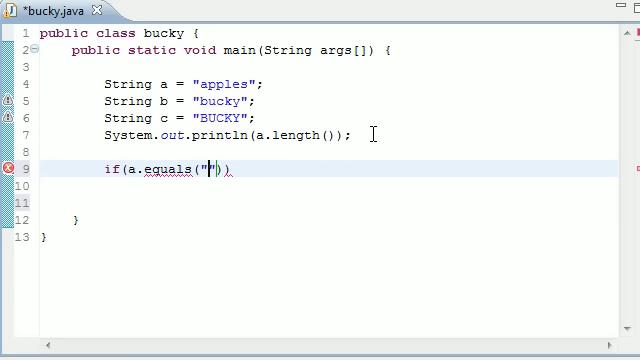 *bucky.java
1 public class bucky {
2 public static void main(String args[]) {
3
4 String a = "apples";
5 String b = "bucky";
6 String c = "BUCKY";
7 System.out.println(a.length());
8
9 if(a.equals(""))
10
11
12 }
13 }